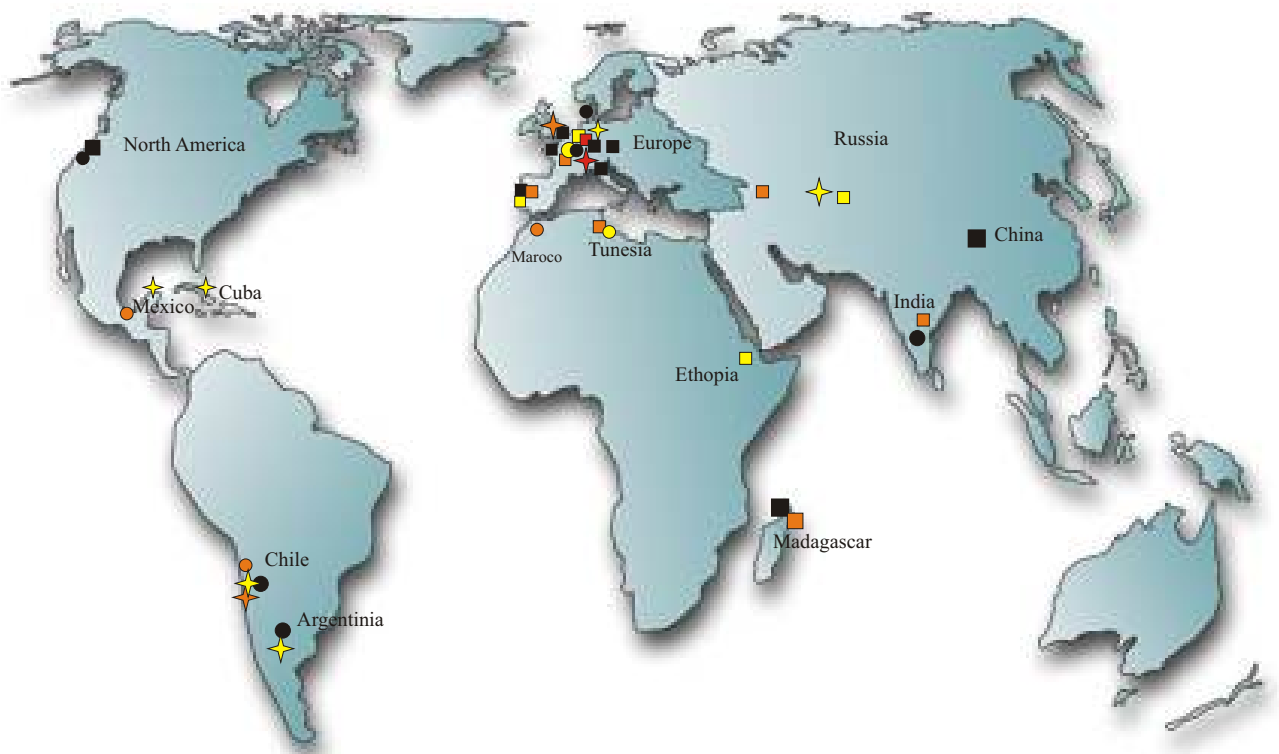 North America
Europe
Russia
China
Maroco
Tunesia
Mexico
Cuba
India
Ethopia
Madagascar
Chile
Argentinia